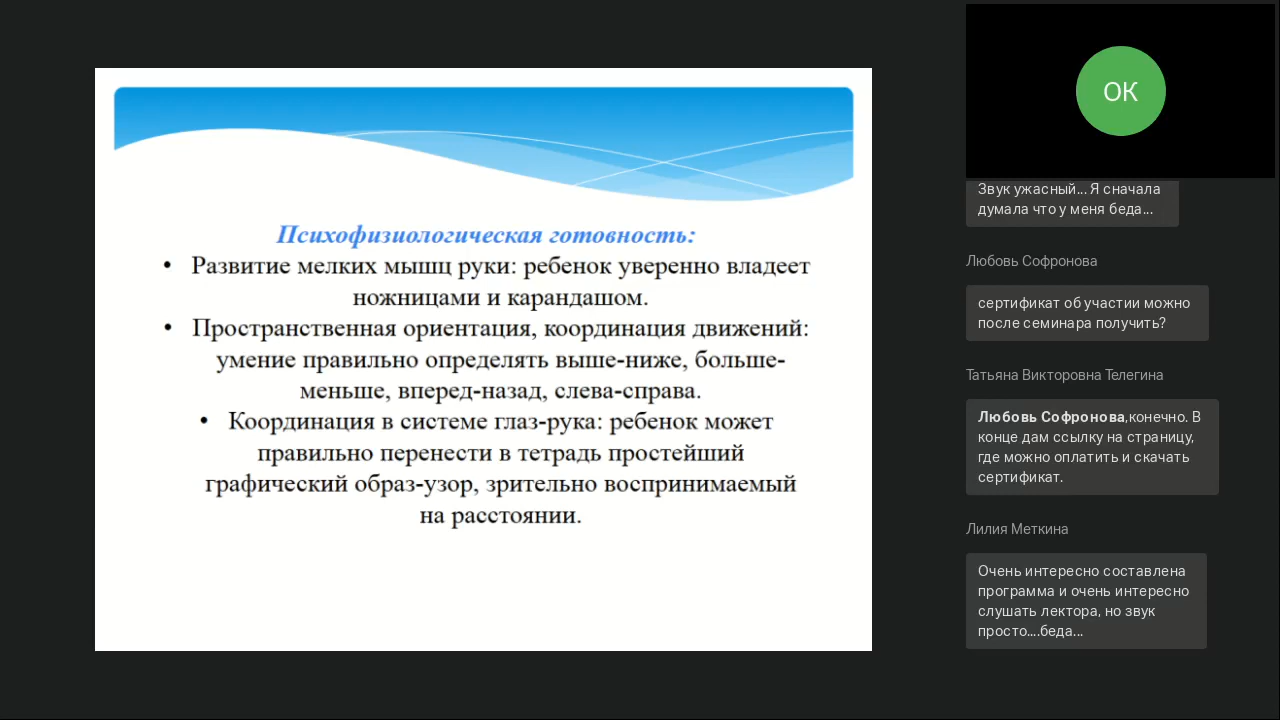 Психофизиологическая готовность:
• Развитие мелких мышц руки: ребенок уверенно владеет
ножницами и карандашом.
• Пространственная ориентация, координация движений:
умение правильно определять выше-ниже, больше-
меньше, вперед-назад, слева-справа.
• Координация в системе глаз-рука: ребенок может
правильно перенести в тетрадь простейший
графический образ-узор, зрительно воспринимаемый
на расстоянии.
ОК
Звук ужасный... Я сначала
думала что у меня беда...
Любовь Софронова
сертификат об участии можно
после семинара получить?
Татьяна Викторовна Телегина
Любовь Софронова,конечно. В
конце дам ссылку на страницу,
где можно оплатить и скачать
сертификат.
Лилия Меткина
Очень интересно составлена
программа и очень интересно
слушать лектора, но звук
просто....беда...